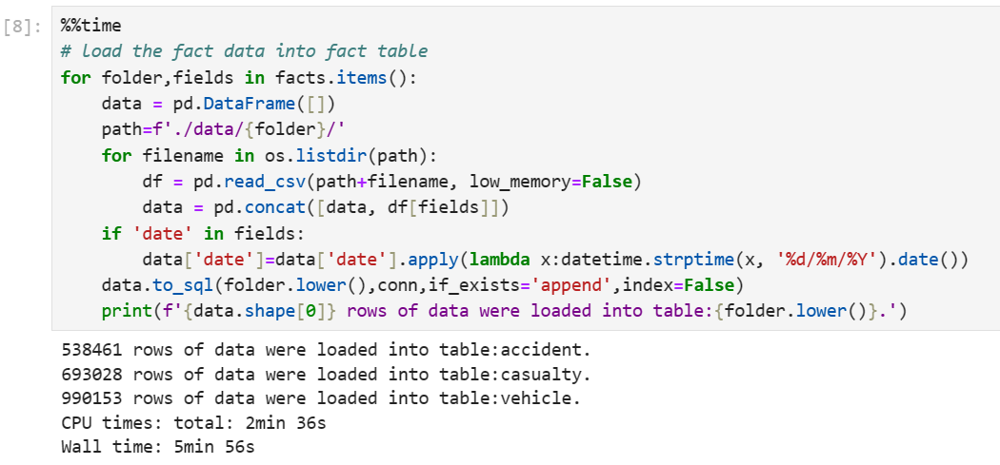 [8]: %%time
# load the fact data into fact table
for folder,fields in facts.items():
    data = pd.DataFrame([])
    path=f'./data/{folder}/'
    for filename in os.listdir(path):
        df = pd.read_csv(path+filename, low_memory=False)
        data = pd.concat([data, df[fields]])
    if 'date' in fields:
        data['date']=data['date'].apply(lambda x:datetime.strptime(x, '%d/%m/%Y').date())
    data.to_sql(folder.lower(),conn,if_exists='append',index=False)
    print(f'{data.shape[0]} rows of data were loaded into table:{folder.lower()}.')
538461 rows of data were loaded into table:accident.
693028 rows of data were loaded into table:casualty.
990153 rows of data were loaded into table:vehicle.
CPU times: total: 2min 36s
Wall time: 5min 56s